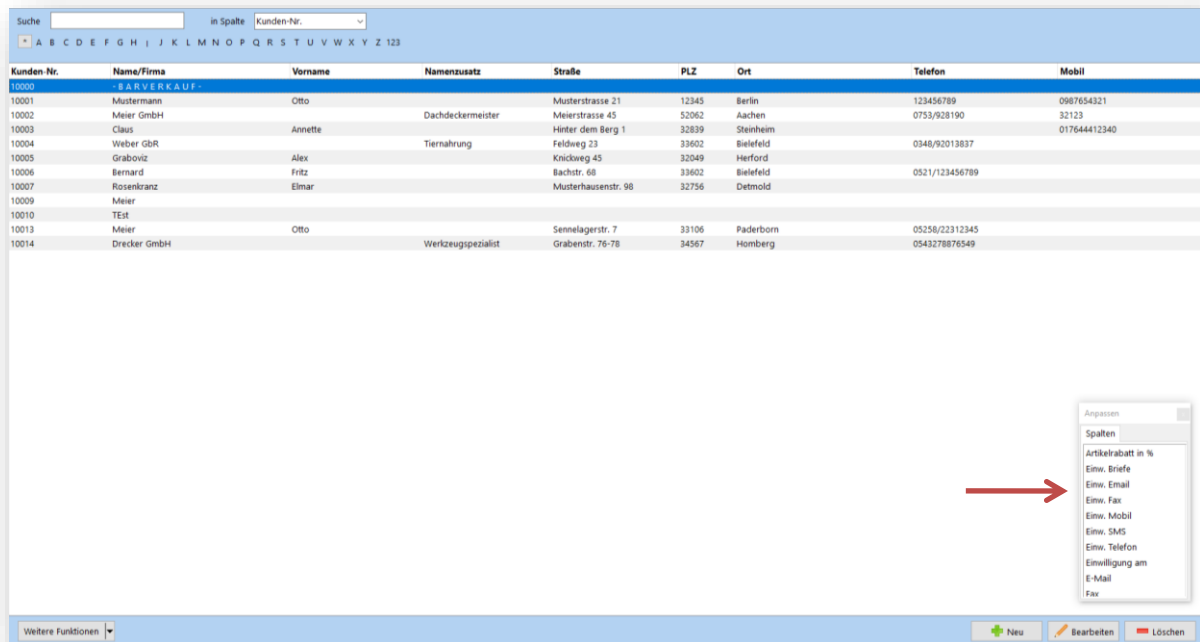 Suche in Spalte Kunden-Nr.
* A B C D E F G H I J K L M N O P Q R S T U V W X Y Z 123
Kunden-Nr. Name/Firma Vorname Namenzusatz Straße PLZ Ort Telefon Mobil
10000 - B A R V E R K A U F -
10001 Mustermann Otto Musterstrasse 21 12345 Berlin 123456789 0987654321
10002 Meier GmbH Dachdeckermeister Meierstrasse 45 52062 Aachen 0753/928190 32123
10003 Claus Annette Hinter dem Berg 1 32839 Steinheim 017644412340
10004 Weber GbR Tiernahrung Feldweg 23 33602 Bielefeld 0348/92013837
10005 Graboviz Alex Knickweg 45 32049 Herford
10006 Bernard Fritz Bachstr. 68 33602 Bielefeld 0521/123456789
10007 Rosenkranz Elmar Musterhausenstr. 98 32756 Detmold
10009 Meier
10010 TEst
10013 Meier Otto Sennelagerstr. 7 33106 Paderborn 05258/22312345
10014 Drecker GmbH Werkzeugspezialist Grabenstr. 76-78 34567 Homberg 0543278876549
Anpassen
Spalten
Artikelrabatt in %
Einw. Briefe
Einw. Email
Einw. Fax
Einw. Mobil
Einw. SMS
Einw. Telefon
Einwilligung am
E-Mail
Fax
Weitere Funktionen Neu Bearbeiten Löschen